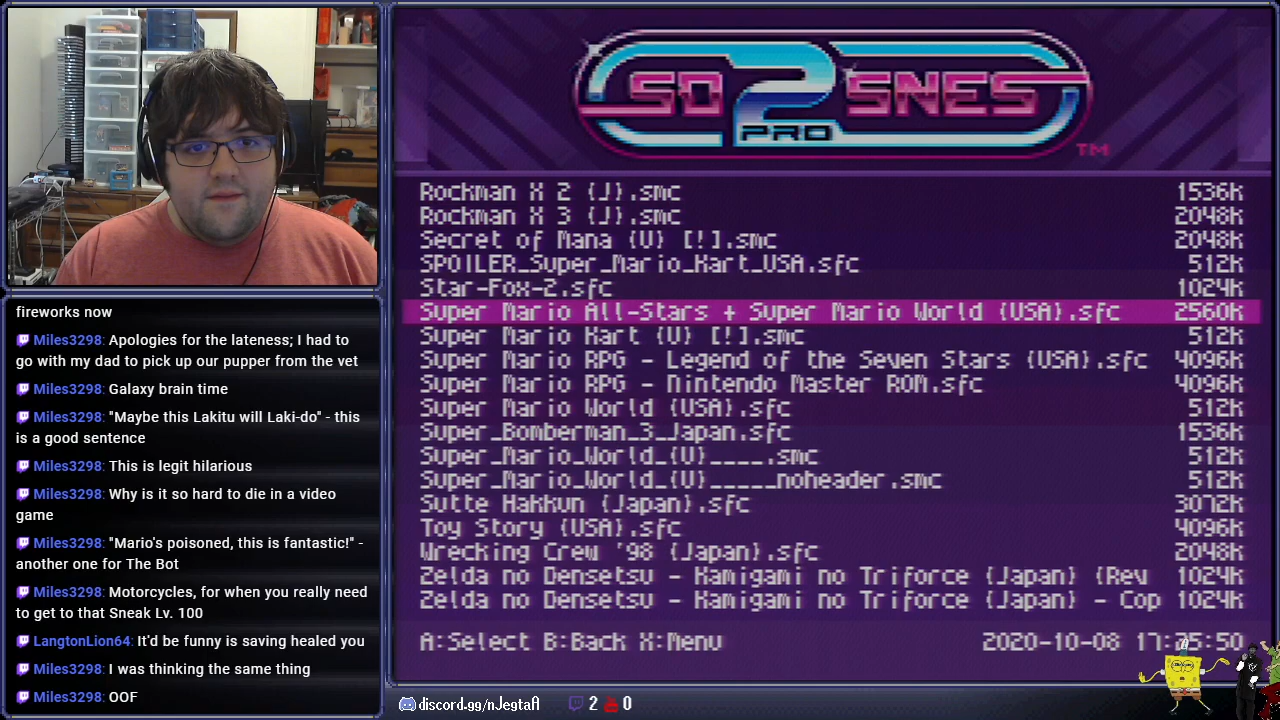 SD 2 SNES
PRO
TM
fireworks now
Miles3298: Apologies for the lateness; I had to
go with my dad to pick up our pupper from the
vet
Miles3298: Galaxy brain time
Miles3298: "Maybe this Lakitu will Laki-do" - this
is a good sentence
Miles3298: This is legit hilarious
Miles3298: Why is it so hard to die in a video
game
Miles3298: "Mario's poisoned, this is fantastic!" -
another one for The Bot
Miles3298: Motorcycles, for when you really need
to get to that Sneak Lv. 100
LangtonLion64: It'd be funny is saving healed you
Miles3298: I was thinking the same thing
Miles3298: OOF
Rockman X 2 (J).smc 1536k
Rockman X 3 (J).smc 2048k
Secret of Mana (U) [!].smc 2048k
SPOILER_Super_Mario_Kart_USA.sfc 512k
Star-Fox-2.sfc 1024k
Super Mario All-Stars + Super Mario World (USA).sfc 2560k
Super Mario Kart (U) [!].smc 512k
Super Mario RPG - Legend of the Seven Stars (USA).sfc 4096k
Super Mario RPG - Nintendo Master ROM.sfc 4096k
Super Mario World (USA).sfc 512k
Super_Bomberman_3_Japan.sfc 1536k
Super_Mario_World_(U)____.smc 512k
Super_Mario_World_(U)_____noheader.smc 512k
Sutte Hakkun (Japan).sfc 3072k
Toy Story (USA).sfc 4096k
Wrecking Crew '98 (Japan).sfc 2048k
Zelda no Densetsu - Kamigami no Triforce (Japan) (Rev 1024k
Zelda no Densetsu - Kamigami no Triforce (Japan) - Cop 1024k
A:Select B:Back X:Menu 2020-10-08 17:25:50
discord.gg/nJegtaA 2 0